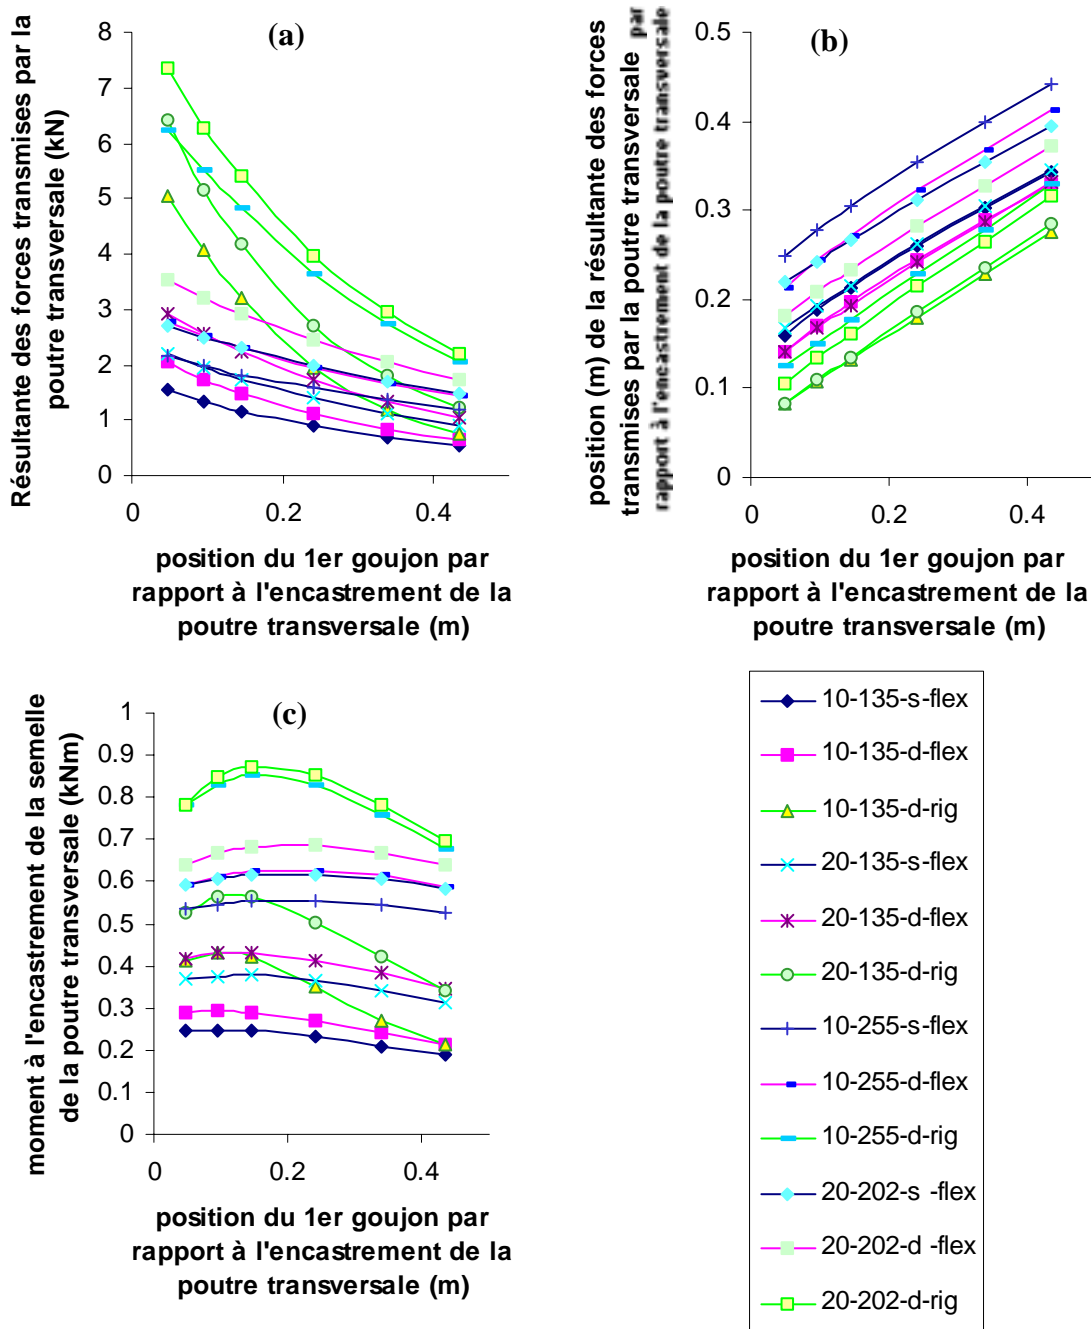 (a)
Résultante des forces transmises par la
poutre transversale (kN)
8
7
6
5
4
3
2
1
0
0
0.2
0.4
position du 1er goujon par
rapport à l'encastrement de la
poutre transversale (m)
(b)
position (m) de la résultante des forces
transmises par la poutre transversale par
rapport à l'encastrement de la poutre transversale
0.5
0.4
0.3
0.2
0.1
0
0
0.2
0.4
position du 1er goujon par
rapport à l'encastrement de la
poutre transversale (m)
(c)
moment à l'encastrement de la semelle
de la poutre transversale (kNm)
1
0.9
0.8
0.7
0.6
0.5
0.4
0.3
0.2
0.1
0
0
0.2
0.4
position du 1er goujon par
rapport à l'encastrement de la
poutre transversale (m)
10-135-s-flex
10-135-d-flex
10-135-d-rig
20-135-s-flex
20-135-d-flex
20-135-d-rig
10-255-s-flex
10-255-d-flex
10-255-d-rig
20-202-s -flex
20-202-d -flex
20-202-d-rig